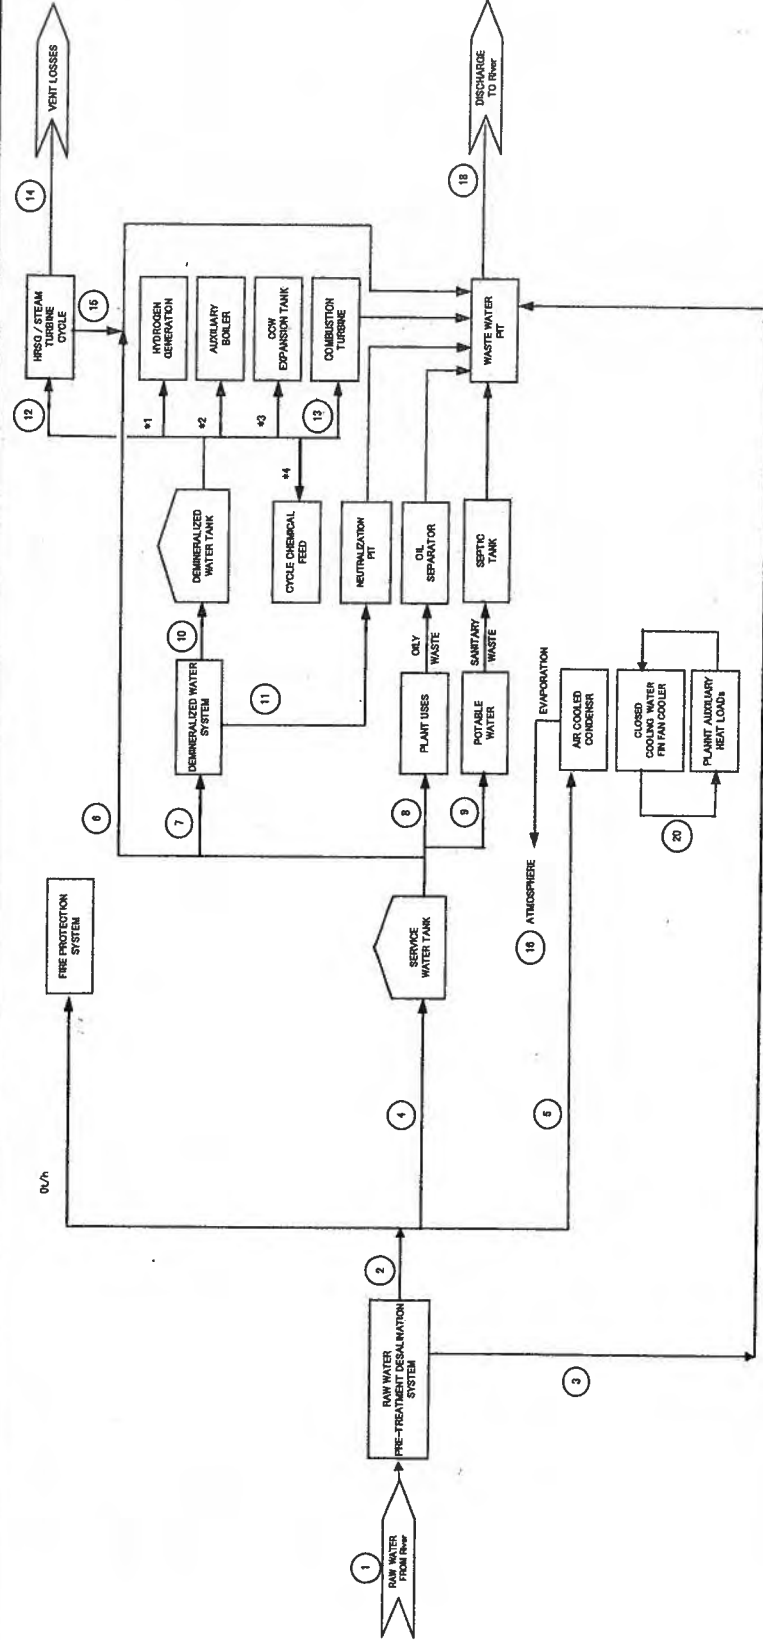 1
RAW WATER
FROM River
RAW WATER
PRE-TREATMENT DESALINATION
SYSTEM
2
3
0t/h
4
5
FIRE PROTECTION
SYSTEM
SERVICE
WATER TANK
16
ATMOSPHERE
EVAPORATION
AIR COOLED
CONDENSR
20
CLOSED
COOLING WATER
FIN FAN COOLER
PLANNT AUXILIARY
HEAT LOADs
6
7
8
9
DEMINERALIZED WATER
SYSTEM
PLANT USES
POTABLE
WATER
10
11
OILY
WASTE
SANITARY
WASTE
DEMINERALIZED
WATER TANK
CYCLE CHEMICAL
FEED
NEUTRALIZATION
PIT
OIL
SEPARATOR
SEPTIC
TANK
12
*1
*2
*3
*4
13
HRSG / STEAM
TURBINE
CYCLE
15
HYDROGEN
GENERATION
AUXILIARY
BOILER
CCW
EXPANSION TANK
COMBUSTION
TURBINE
WASTE WATER
PIT
14
VENT LOSSES
18
DISCHARGE
TO River